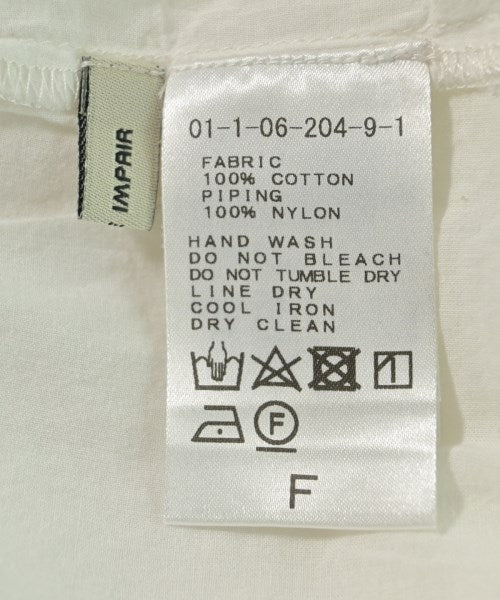 IMPAIR
01-1-06-204-9-1
FABRIC
100% COTTON
PIPING
100% NYLON
HAND WASH
DO NOT BLEACH
DO NOT TUMBLE DRY
LINE DRY
COOL IRON
DRY CLEAN
F
F